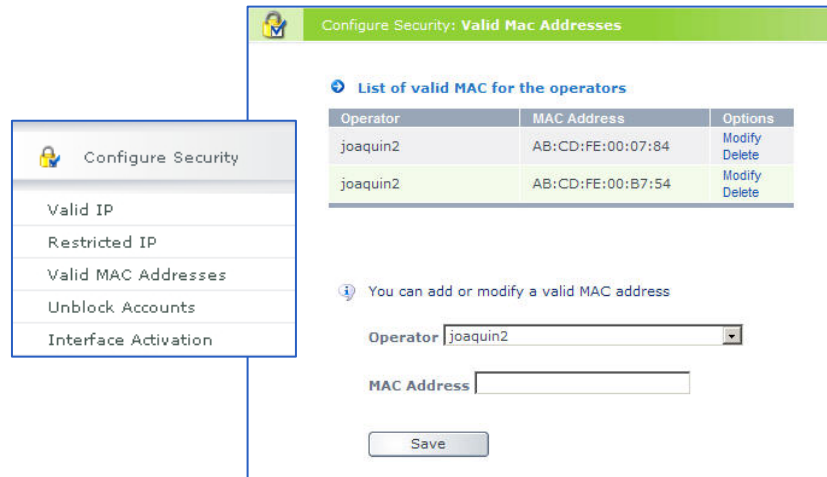 Configure Security: Valid Mac Addresses
List of valid MAC for the operators
Operator MAC Address Options
joaquin2 AB:CD:FE:00:07:84 Modify
Delete
joaquin2 AB:CD:FE:00:B7:54 Modify
Delete
Configure Security
Valid IP
Restricted IP
Valid MAC Addresses
Unblock Accounts
Interface Activation
You can add or modify a valid MAC address
Operator joaquin2
MAC Address
Save